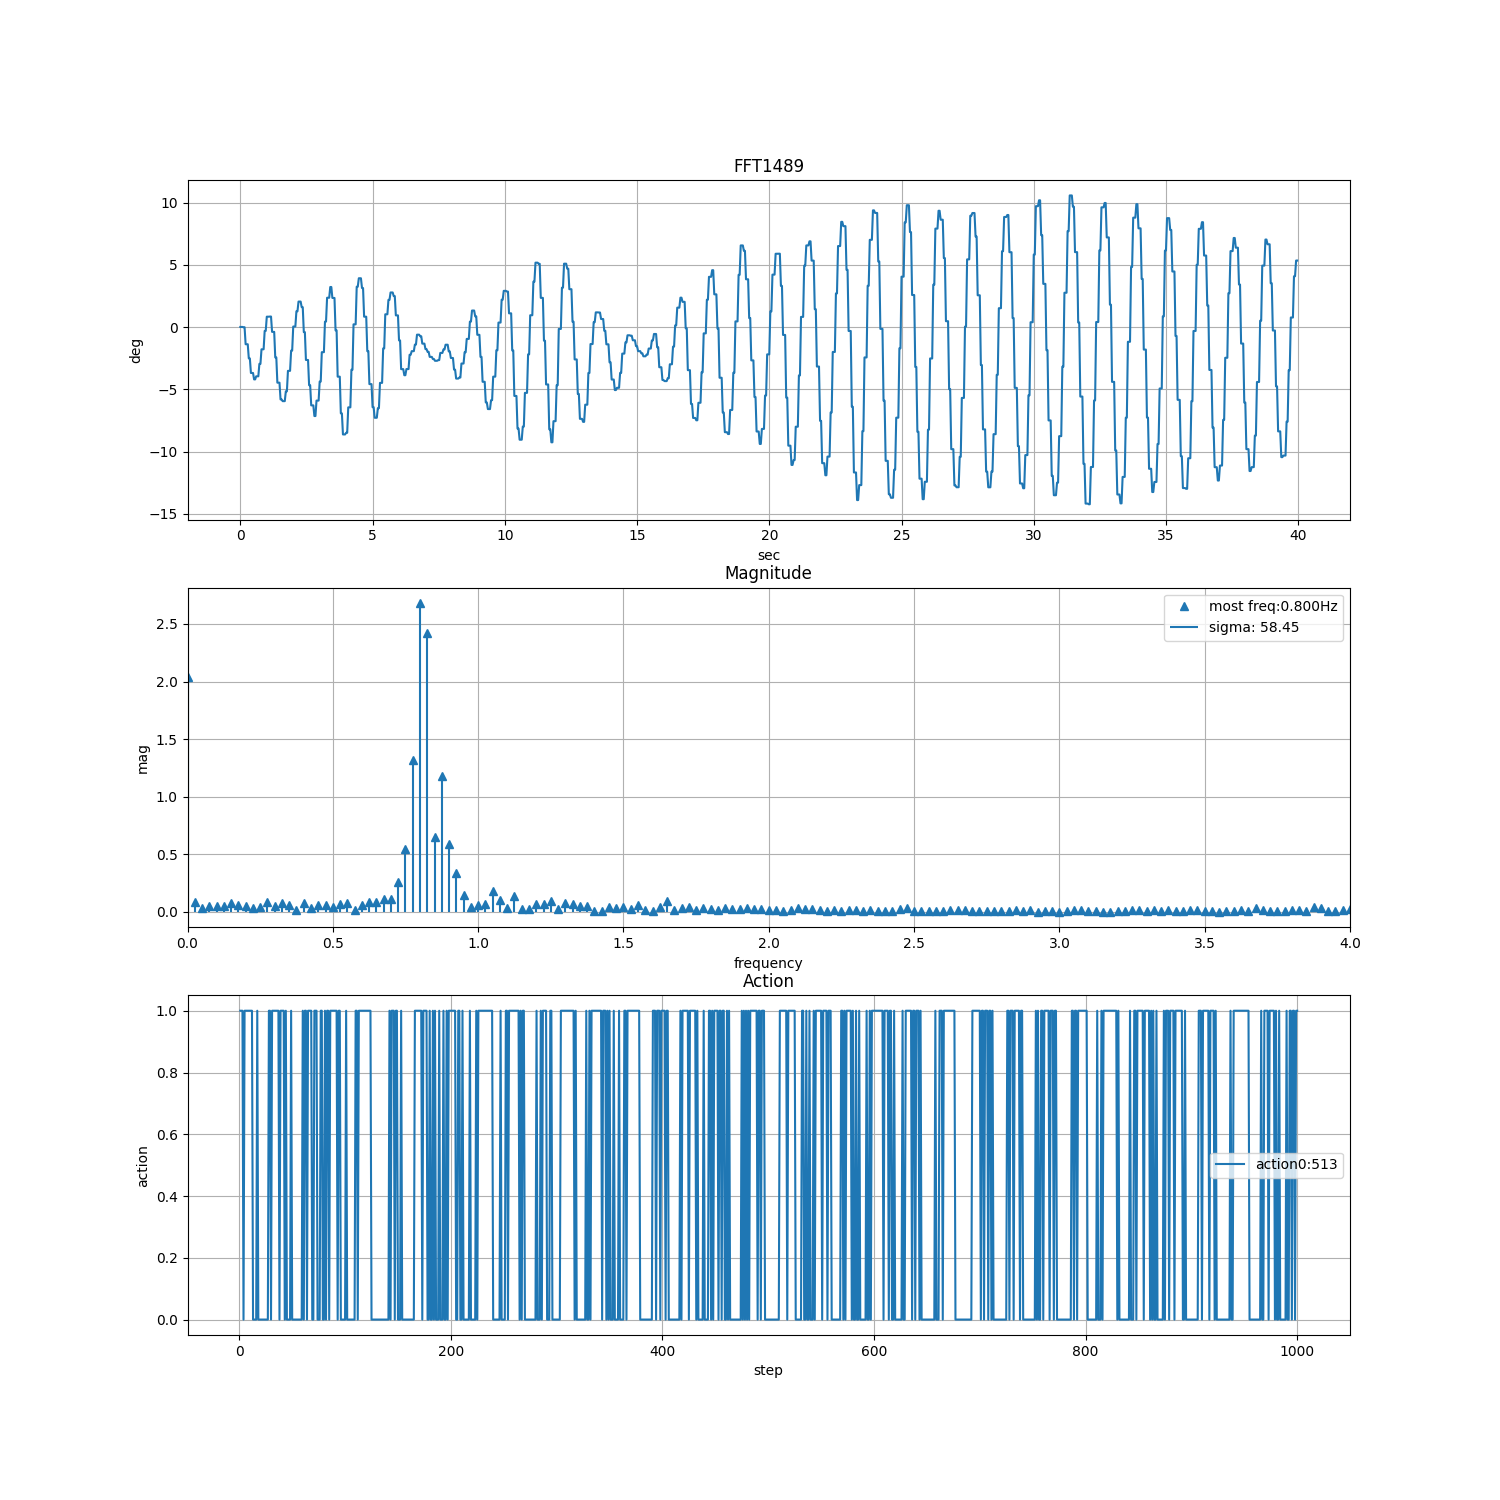 FFT1489
10
5
0
−5
−10
−15
deg
0 5 10 15 20 25 30 35 40
sec
Magnitude
most freq:0.800Hz
sigma: 58.45
2.5
2.0
1.5
1.0
0.5
0.0
mag
0.0 0.5 1.0 1.5 2.0 2.5 3.0 3.5 4.0
frequency
Action
1.0
0.8
0.6
0.4
0.2
0.0
action
action0:513
0 200 400 600 800 1000
step